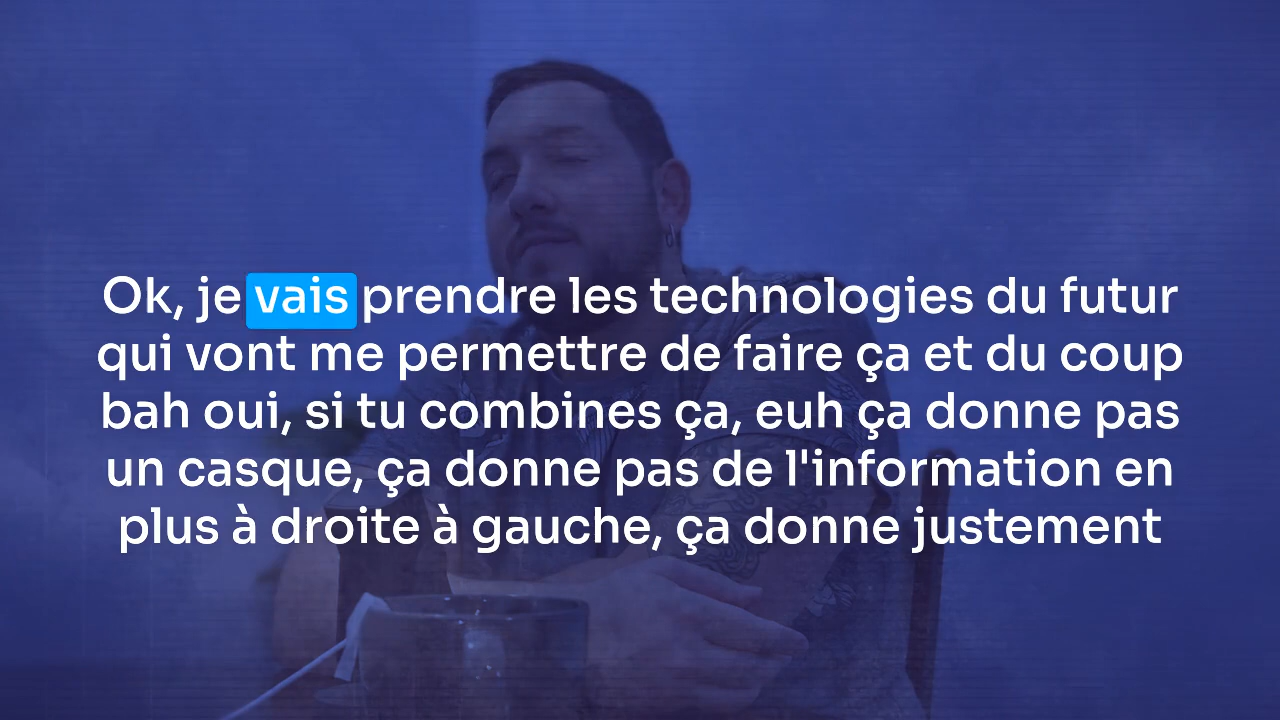 Ok, je vais prendre les technologies du futur
qui vont me permettre de faire ça et du coup
bah oui, si tu combines ça, euh ça donne pas
un casque, ça donne pas de l'information en
plus à droite à gauche, ça donne justement